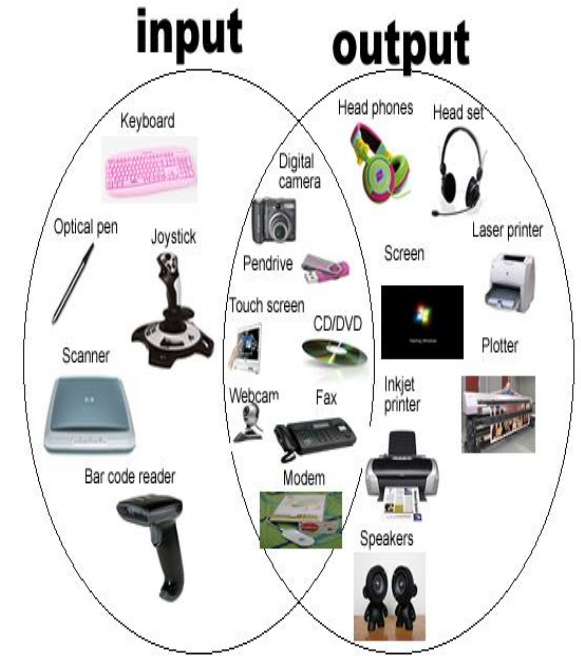 input
output
Keyboard
Optical pen
Joystick
Scanner
Bar code reader
Digital
camera
Pendrive
Touch screen
CD/DVD
Webcam
Fax
Modem
Head phones
Head set
Laser printer
Screen
Plotter
Inkjet
printer
Speakers